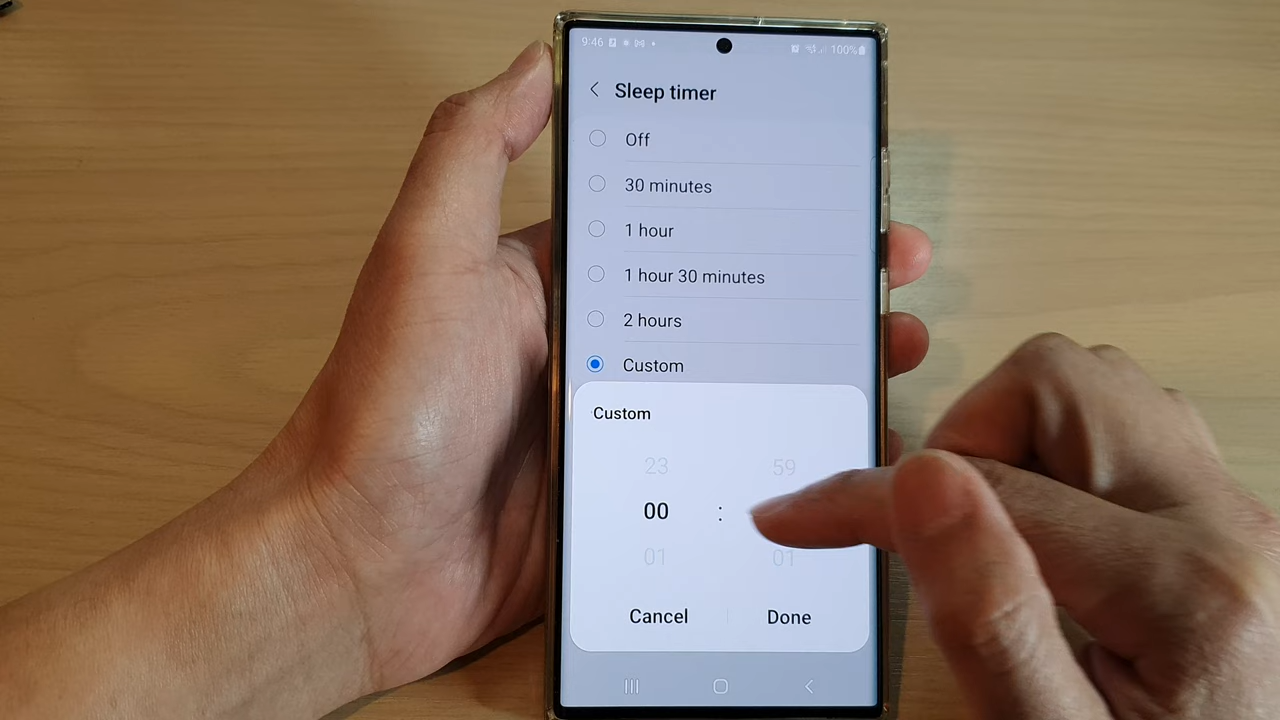 9:46 100%
Sleep timer
Off
30 minutes
1 hour
1 hour 30 minutes
2 hours
Custom
Custom
23 59
00 :
01 01
Cancel Done